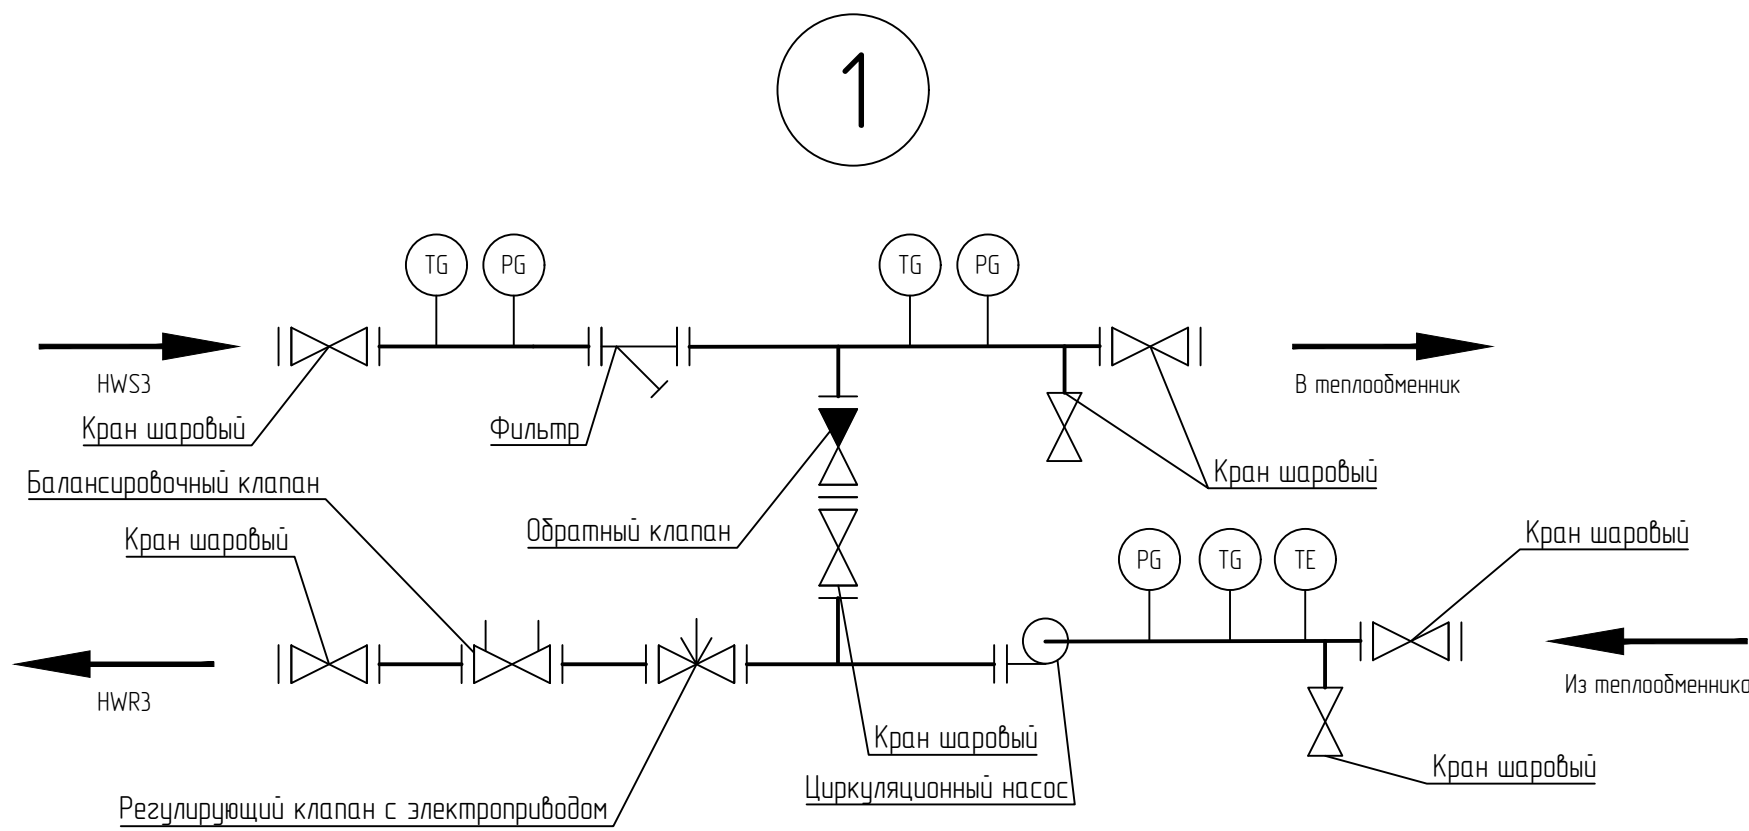 1
TG PG TG PG
HWS3
В теплообменник
Кран шаровый
Фильтр
Кран шаровый
Балансировочный клапан
Обратный клапан
Кран шаровый
Кран шаровый
PG TG TE
HWR3
Из теплообменника
Кран шаровый
Кран шаровый
Циркуляционный насос
Регулирующий клапан с электроприводом